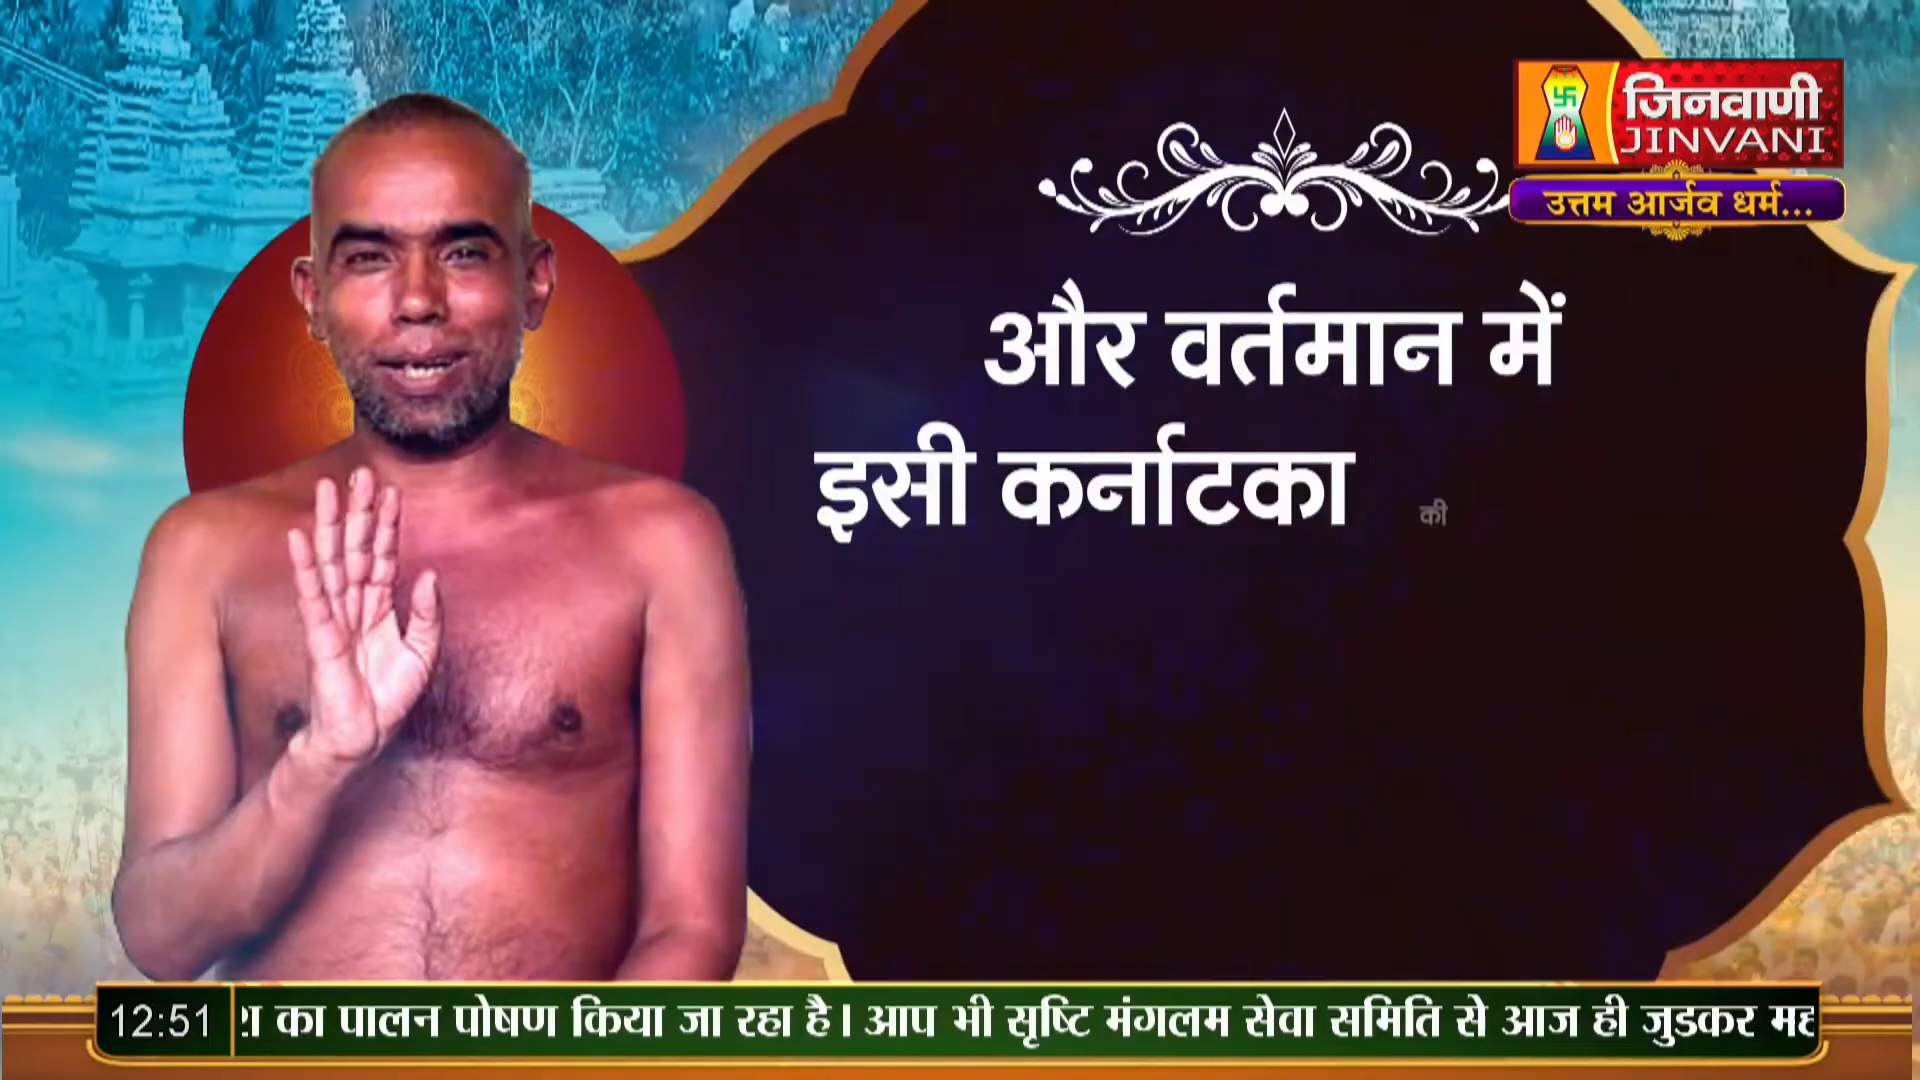 जिनवाणी
JINVANI
उत्तम आर्जव धर्म...
और वर्तमान में
इसी कर्नाटका की
12:51
का पालन पोषण किया जा रहा है। आप भी सृष्टि मंगलम सेवा समिति से आज ही जुडकर